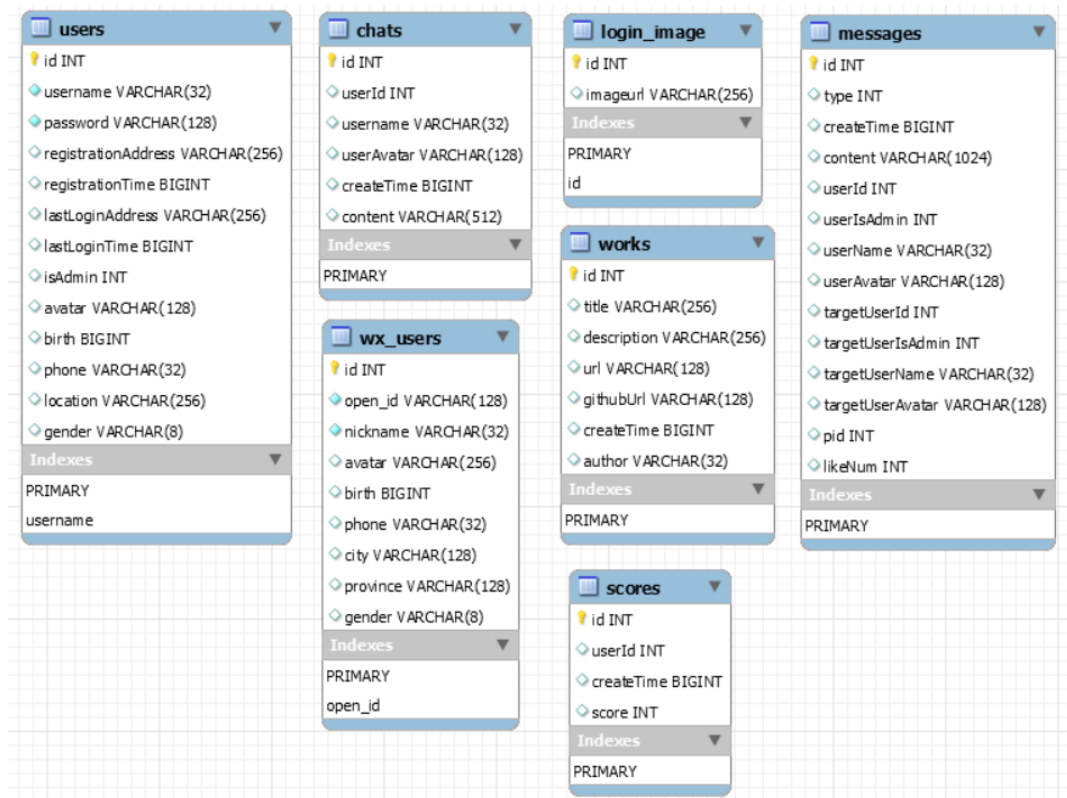 users
id INT
username VARCHAR(32)
password VARCHAR(128)
registrationAddress VARCHAR(256)
registrationTime BIGINT
lastLoginAddress VARCHAR(256)
lastLoginTime BIGINT
isAdmin INT
avatar VARCHAR(128)
birth BIGINT
phone VARCHAR(32)
location VARCHAR(256)
gender VARCHAR(8)
Indexes
PRIMARY
username
chats
id INT
userId INT
username VARCHAR(32)
userAvatar VARCHAR(128)
createTime BIGINT
content VARCHAR(512)
Indexes
PRIMARY
wx_users
id INT
open_id VARCHAR(128)
nickname VARCHAR(32)
avatar VARCHAR(256)
birth BIGINT
phone VARCHAR(32)
city VARCHAR(128)
province VARCHAR(128)
gender VARCHAR(8)
Indexes
PRIMARY
open_id
login_image
id INT
imageurl VARCHAR(256)
Indexes
PRIMARY
id
works
id INT
title VARCHAR(256)
description VARCHAR(256)
url VARCHAR(128)
githubUrl VARCHAR(128)
createTime BIGINT
author VARCHAR(32)
Indexes
PRIMARY
scores
id INT
userId INT
createTime BIGINT
score INT
Indexes
PRIMARY
messages
id INT
type INT
createTime BIGINT
content VARCHAR(1024)
userId INT
userIsAdmin INT
userName VARCHAR(32)
userAvatar VARCHAR(128)
targetUserId INT
targetUserIsAdmin INT
targetUserName VARCHAR(32)
targetUserAvatar VARCHAR(128)
pid INT
likeNum INT
Indexes
PRIMARY